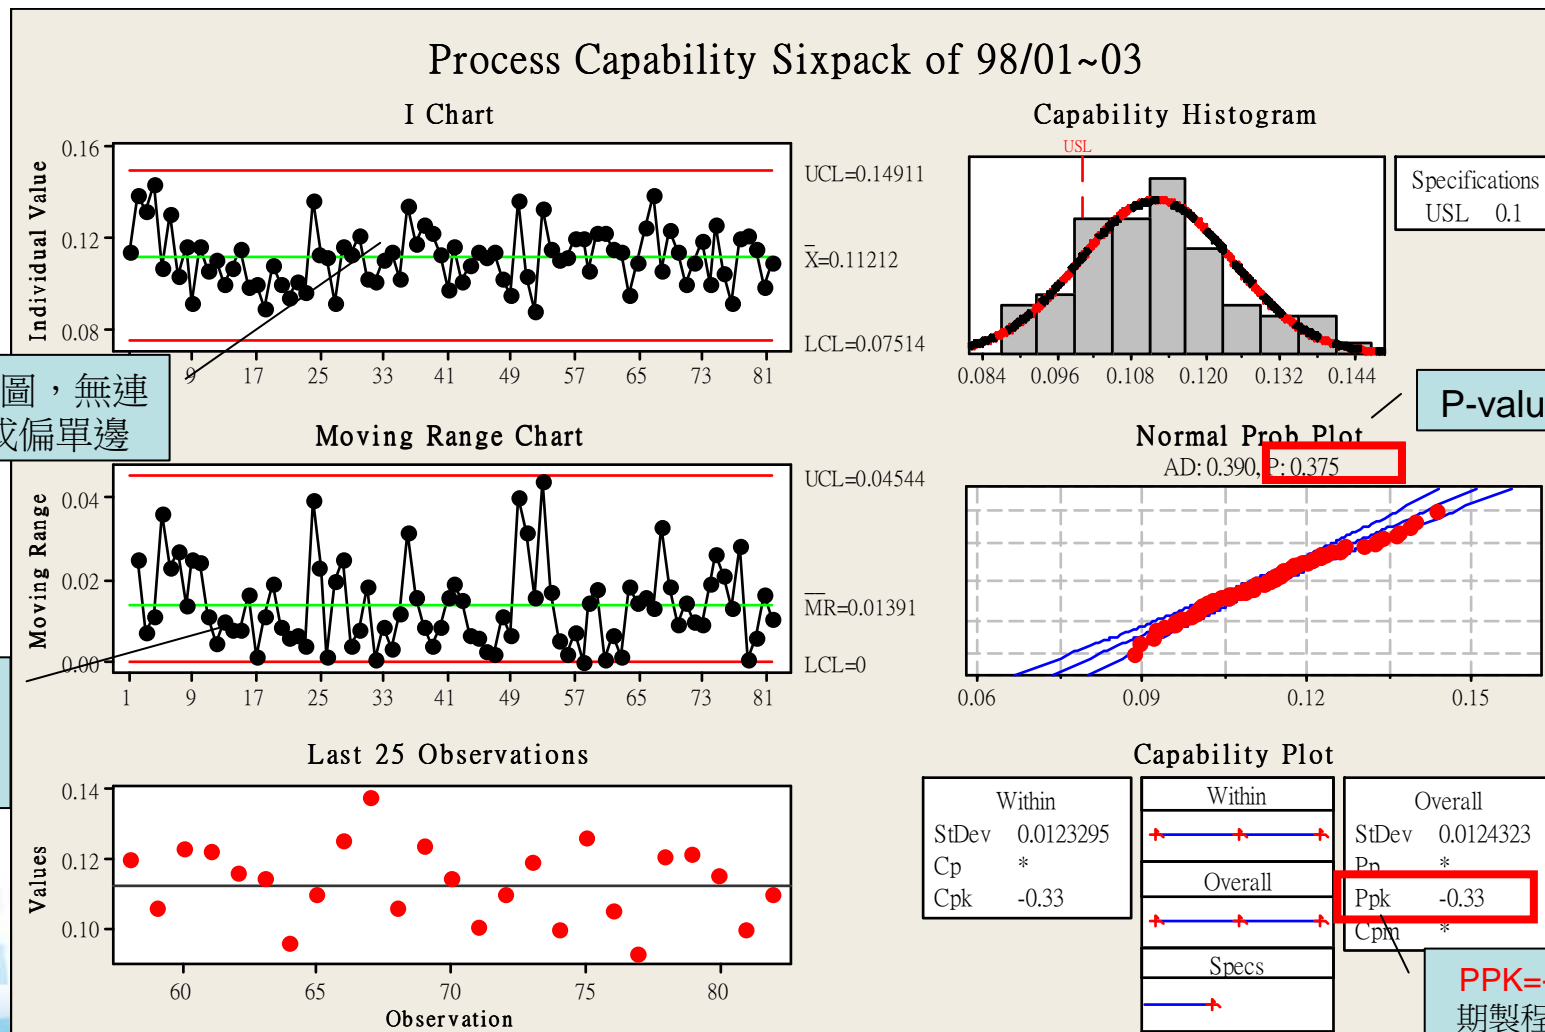 Process Capability Sixpack of 98/01~03
I Chart
Individual Value
0.16
0.12
0.08
UCL=0.14911
X=0.11212
LCL=0.07514
9 17 25 33 41 49 57 65 73 81
圖，無連
偏單邊
Moving Range Chart
Moving Range
0.04
0.02
0.00
UCL=0.04544
MR=0.01391
LCL=0
1 9 17 25 33 41 49 57 65 73 81
Last 25 Observations
Values
0.14
0.12
0.10
60 65 70 75 80
Observation
Capability Histogram
USL
Specifications
USL 0.1
0.084 0.096 0.108 0.120 0.132 0.144
P-valu
Normal Prob Plot
AD: 0.390, P: 0.375
0.06 0.09 0.12 0.15
Capability Plot
Within
StDev 0.0123295
Cp *
Cpk -0.33
Within
Overall
Specs
Overall
StDev 0.0124323
Pp *
Ppk -0.33
Cpm *
PPK=-
期製程